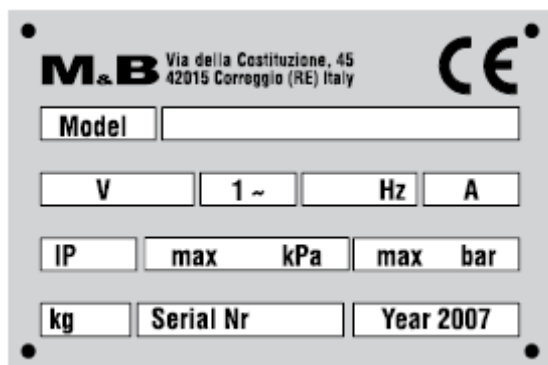 M&B Via della Costituzione, 45
42015 Correggio (RE) Italy
CE
Model
V 1 ~ Hz A
IP max kPa max bar
kg Serial Nr Year 2007